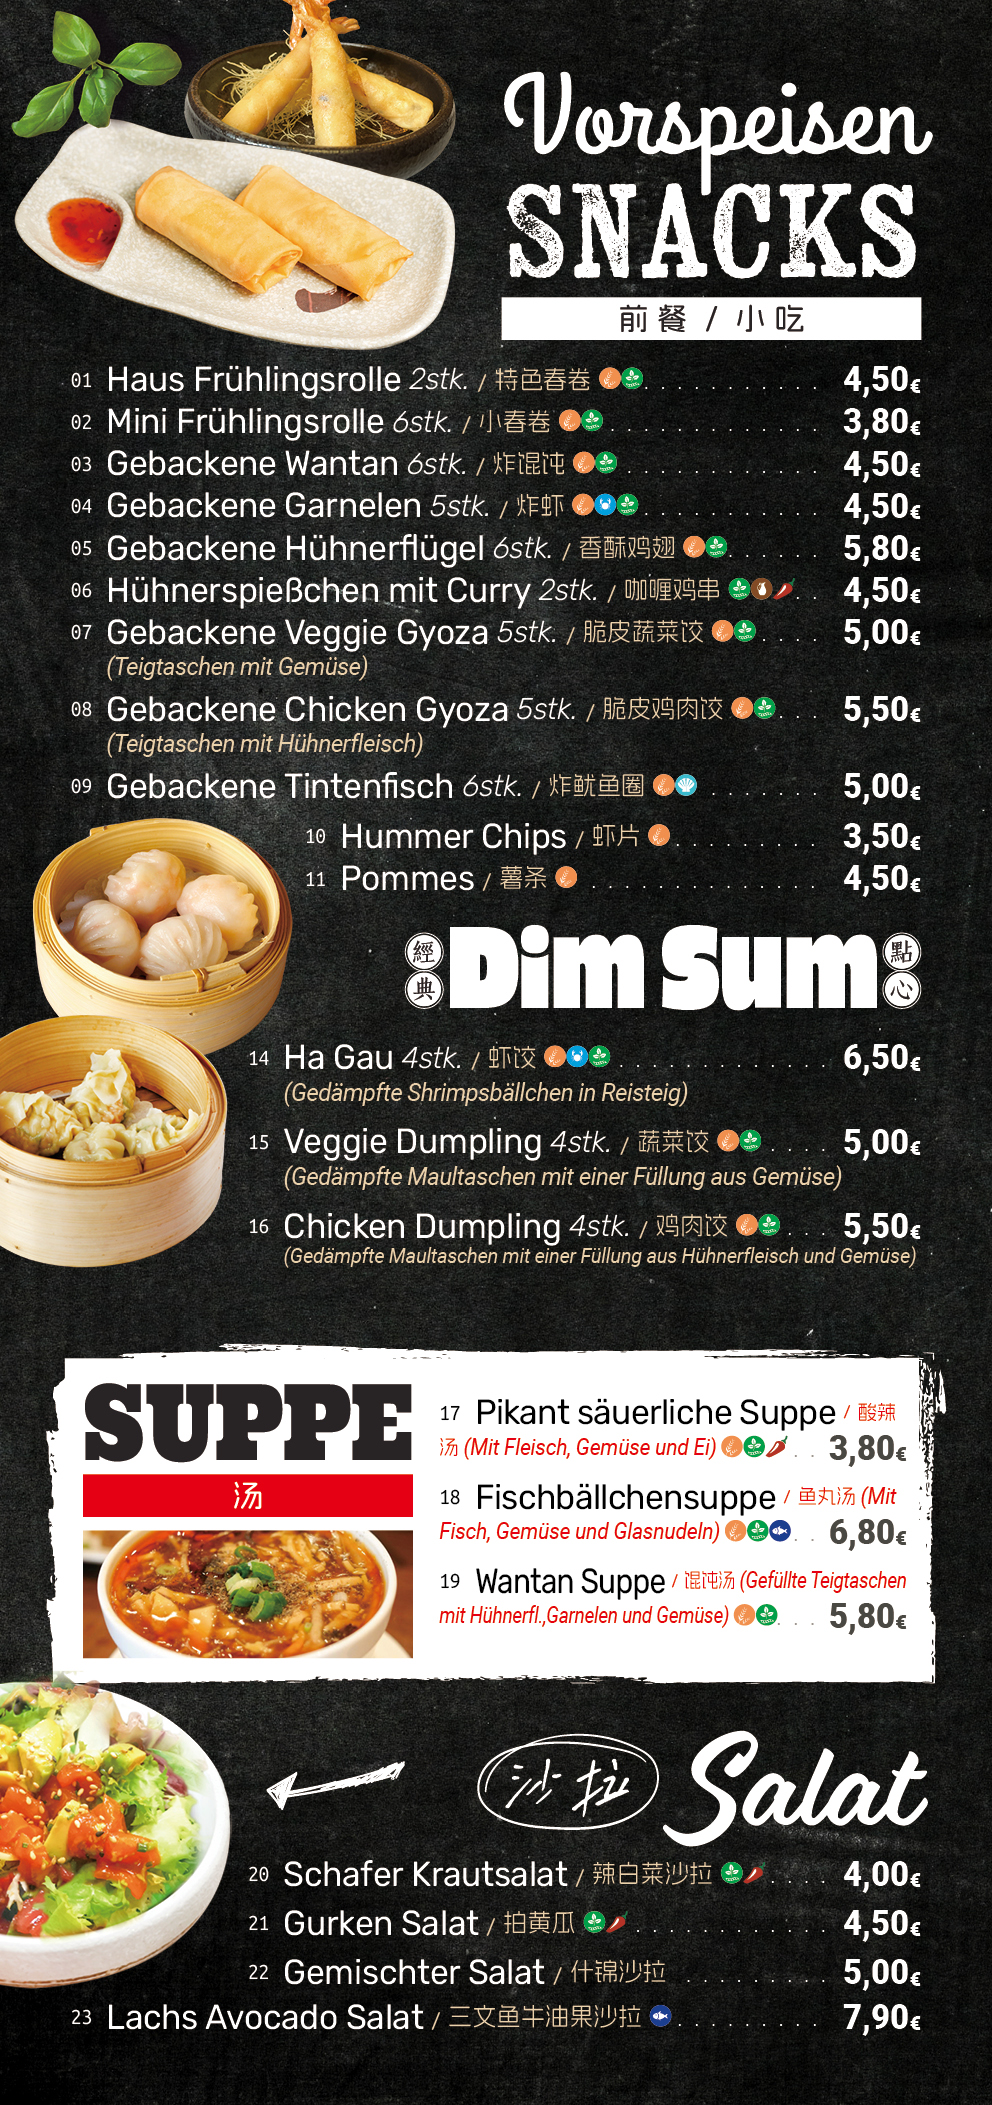 Vorspeisen
SNACKS
前餐 / 小吃
01 Haus Frühlingsrolle 2stk. / 特色春卷 4,50€
02 Mini Frühlingsrolle 6stk. / 小春卷 3,80€
03 Gebackene Wantan 6stk. / 炸馄饨 4,50€
04 Gebackene Garnelen 5stk. / 炸虾 4,50€
05 Gebackene Hühnerflügel 6stk. / 香酥鸡翅 5,80€
06 Hühnerspießchen mit Curry 2stk. / 咖喱鸡串 4,50€
07 Gebackene Veggie Gyoza 5stk. / 脆皮蔬菜饺 5,00€
(Teigtaschen mit Gemüse)
08 Gebackene Chicken Gyoza 5stk. / 脆皮鸡肉饺 5,50€
(Teigtaschen mit Hühnerfleisch)
09 Gebackene Tintenfisch 6stk. / 炸鱿鱼圈 5,00€
10 Hummer Chips / 虾片 3,50€
11 Pommes / 薯条 4,50€
經典 Dim Sum 點心
14 Ha Gau 4stk. / 虾饺 6,50€
(Gedämpfte Shrimpsbällchen in Reisteig)
15 Veggie Dumpling 4stk. / 蔬菜饺 5,00€
(Gedämpfte Maultaschen mit einer Füllung aus Gemüse)
16 Chicken Dumpling 4stk. / 鸡肉饺 5,50€
(Gedämpfte Maultaschen mit einer Füllung aus Hühnerfleisch und Gemüse)
SUPPE
汤
17 Pikant säuerliche Suppe / 酸辣
汤 (Mit Fleisch, Gemüse und Ei) 3,80€
18 Fischbällchensuppe / 鱼丸汤 (Mit
Fisch, Gemüse und Glasnudeln) 6,80€
19 Wantan Suppe / 馄饨汤 (Gefüllte Teigtaschen
mit Hühnerfl.,Garnelen und Gemüse) 5,80€
沙拉 Salat
20 Schafer Krautsalat / 辣白菜沙拉 4,00€
21 Gurken Salat / 拍黄瓜 4,50€
22 Gemischter Salat / 什锦沙拉 5,00€
23 Lachs Avocado Salat / 三文鱼牛油果沙拉 7,90€